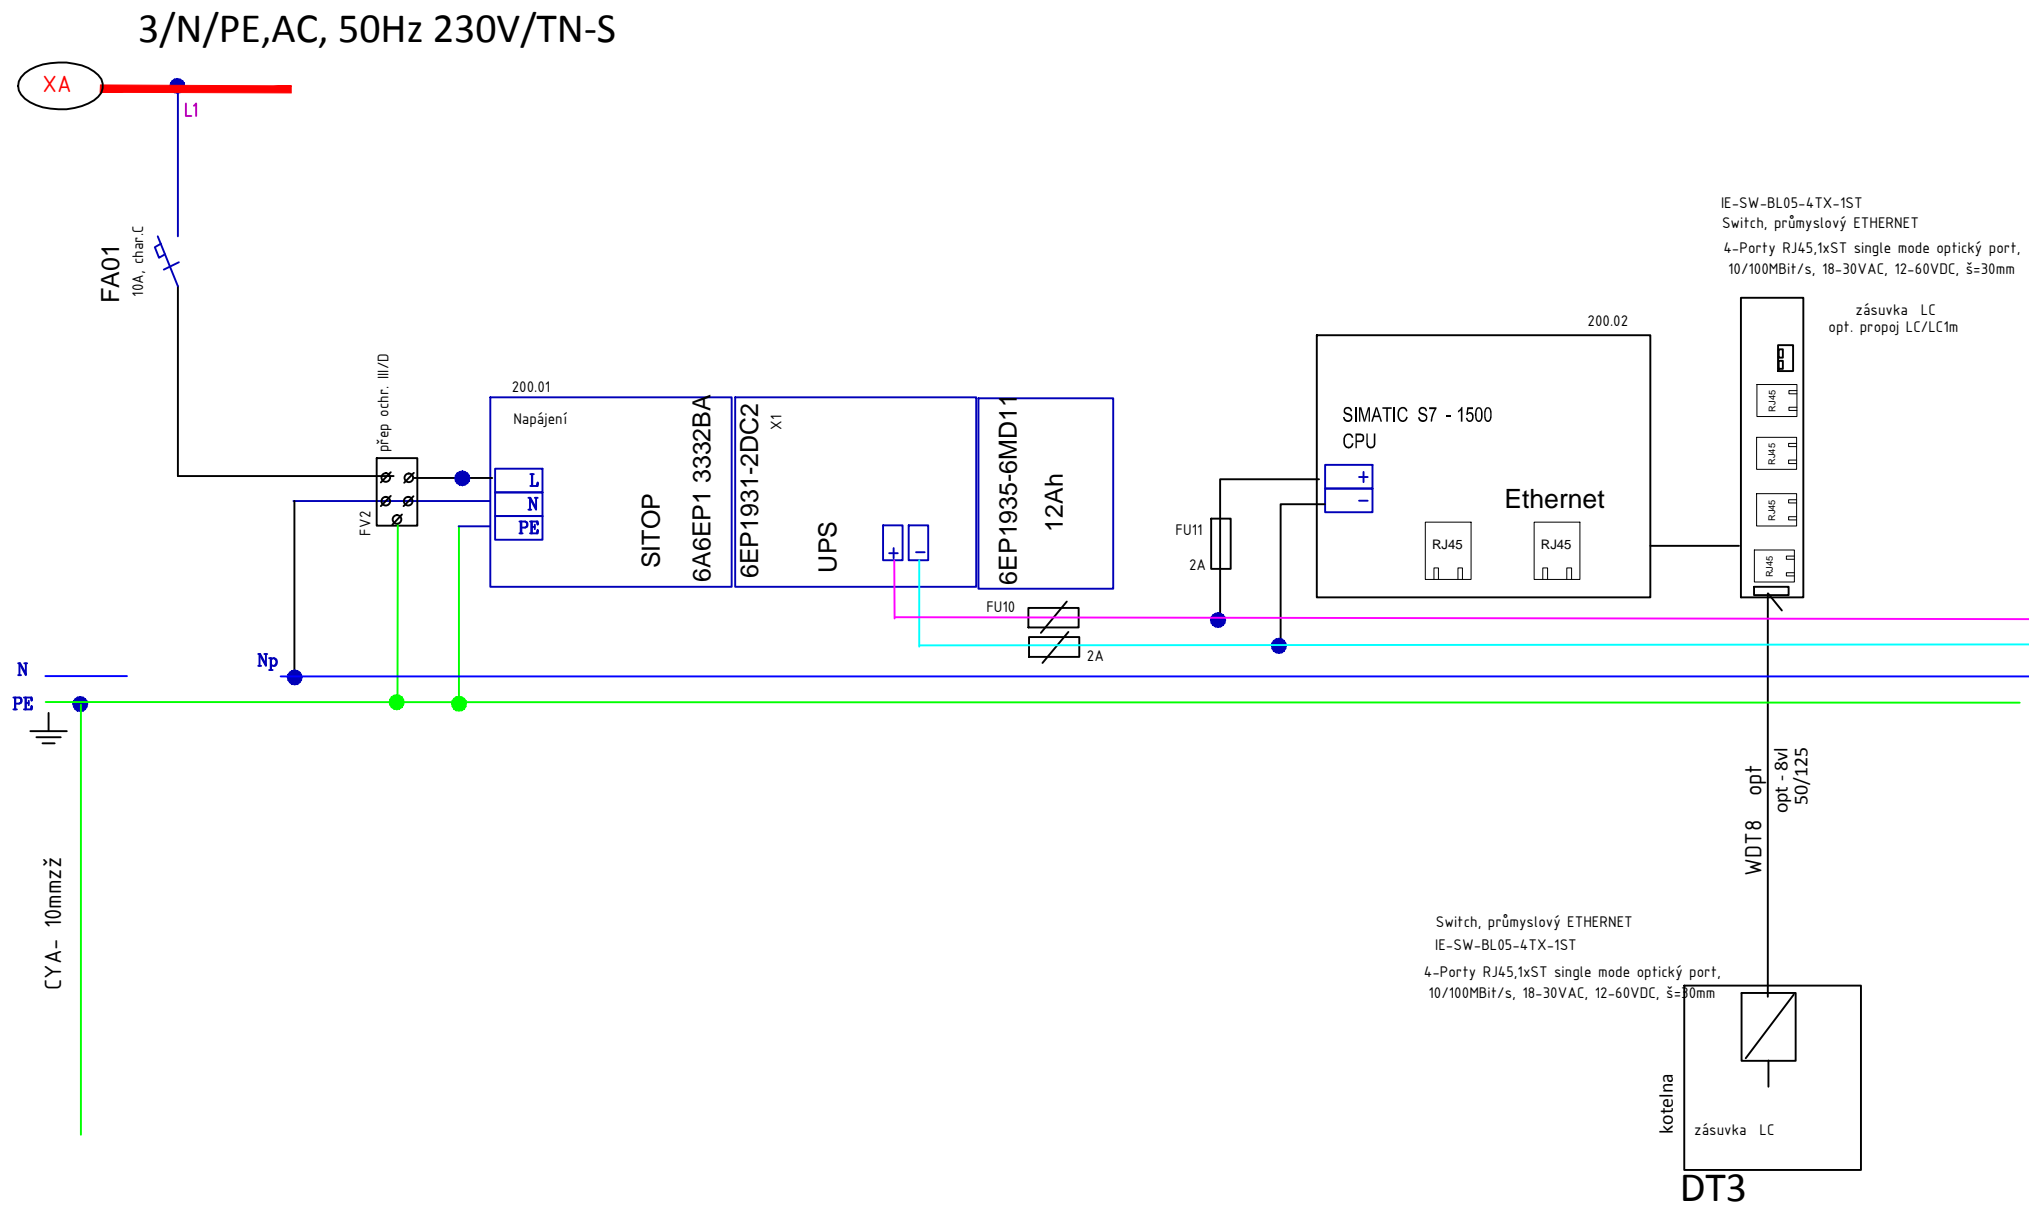 3/N/PE,AC, 50Hz 230V/TN-S
XA
L1
FA01
10A, char.C
přep ochr. III/D
FV2
200.01
Napájení
L
N
PE
SITOP
6A6EP1 3332BA
6EP1931-2DC2
X1
UPS
+
-
6EP1935-6MD11
12Ah
FU10
2A
FU11
2A
200.02
SIMATIC S7 - 1500
CPU
+
-
Ethernet
RJ45
RJ45
IE-SW-BL05-4TX-1ST
Switch, průmyslový ETHERNET
4-Porty RJ45,1xST single mode optický port,
10/100MBit/s, 18-30VAC, 12-60VDC, š=30mm
zásuvka LC
opt. propoj LC/LC1m
RJ45
RJ45
RJ45
RJ45
N
Np
PE
CYA- 10mmzž
WDT8 opt
opt - 8vl
50/125
Switch, průmyslový ETHERNET
IE-SW-BL05-4TX-1ST
4-Porty RJ45,1xST single mode optický port,
10/100MBit/s, 18-30VAC, 12-60VDC, š=30mm
kotelna
zásuvka LC
DT3